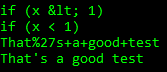 if (x &lt; 1)
if (x < 1)
That%27s+a+good+test
That's a good test